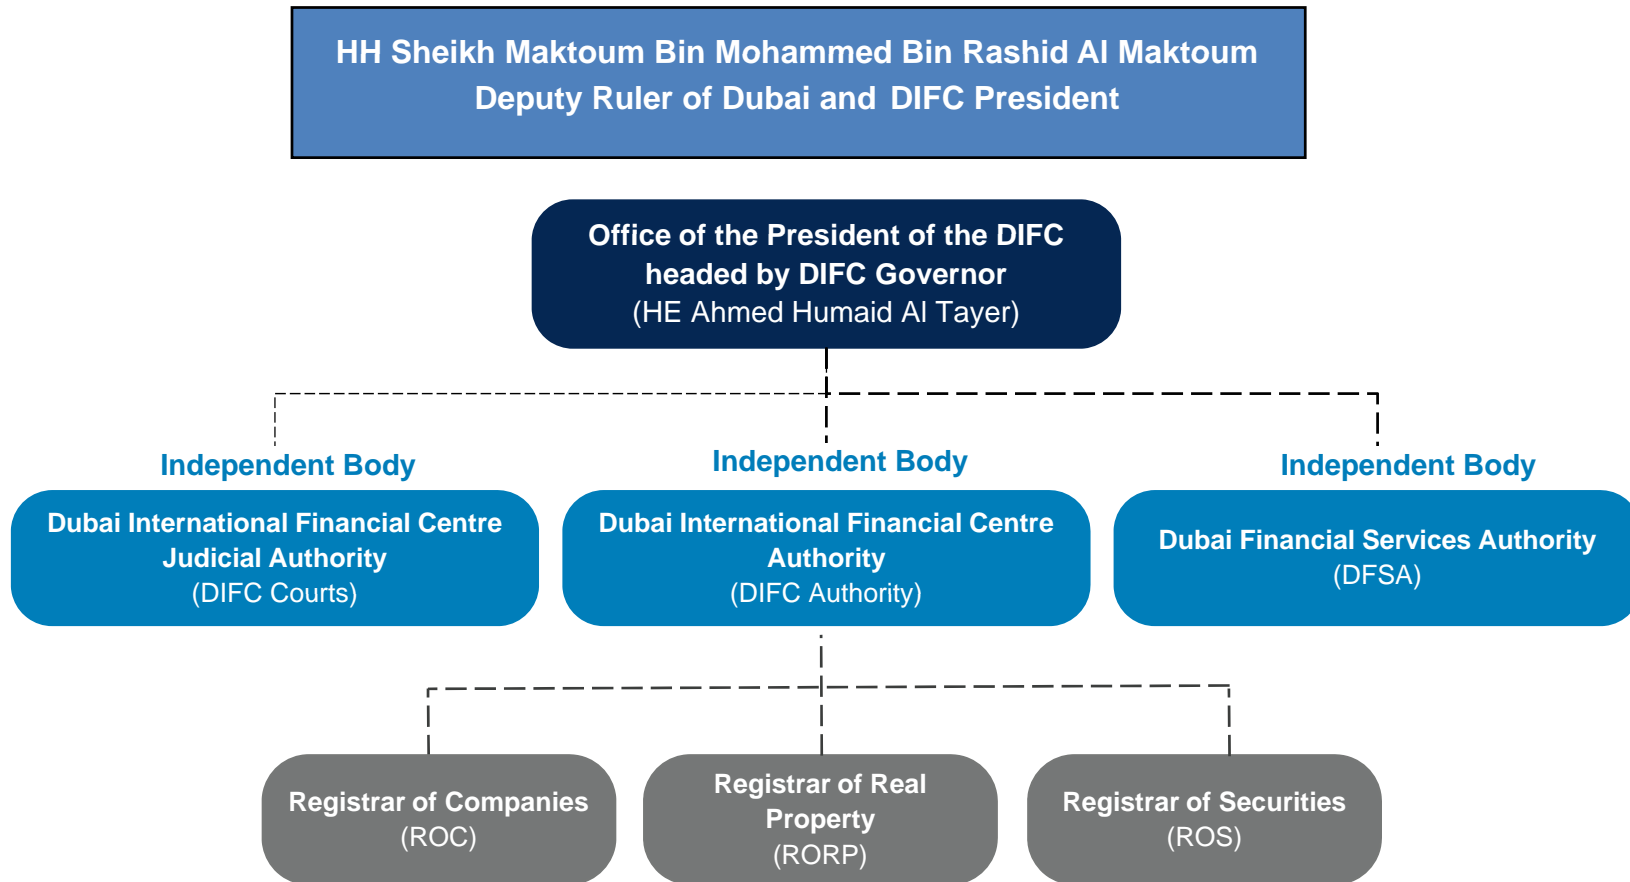 HH Sheikh Maktoum Bin Mohammed Bin Rashid Al Maktoum
Deputy Ruler of Dubai and DIFC President
Office of the President of the DIFC
headed by DIFC Governor
(HE Ahmed Humaid Al Tayer)
Independent Body
Independent Body
Independent Body
Dubai International Financial Centre
Judicial Authority
(DIFC Courts)
Dubai International Financial Centre
Authority
(DIFC Authority)
Dubai Financial Services Authority
(DFSA)
Registrar of Companies
(ROC)
Registrar of Real
Property
(RORP)
Registrar of Securities
(ROS)